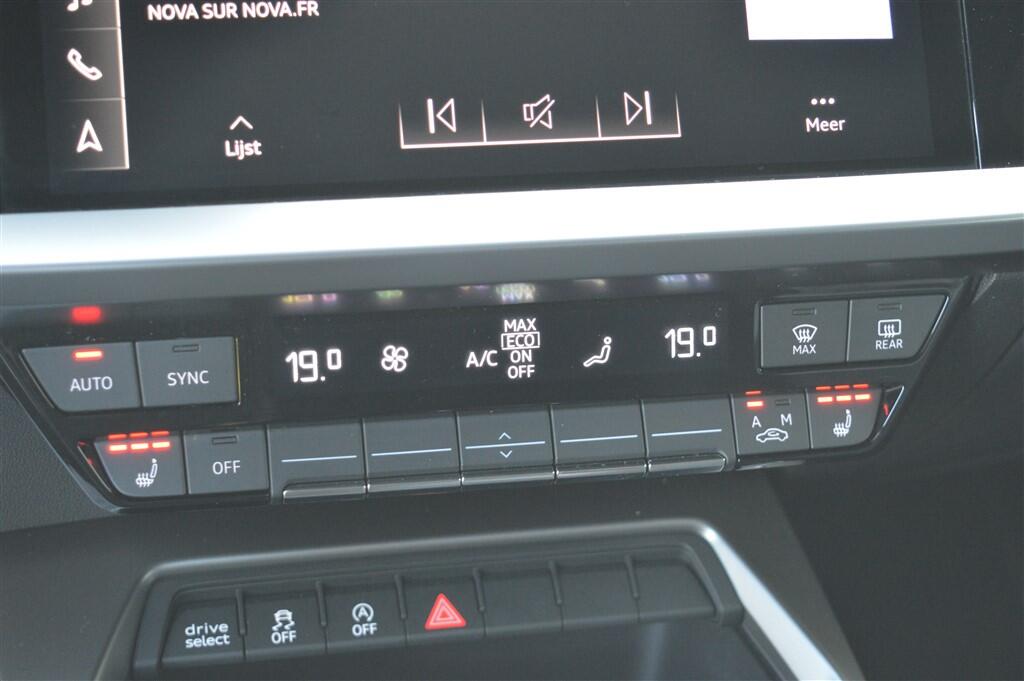 NOVA SUR NOVA.FR
Lijst
Meer
AUTO
SYNC
19.0
A/C
MAX
ECO
ON
OFF
19.0
MAX
REAR
OFF
A M
drive
select
OFF
OFF